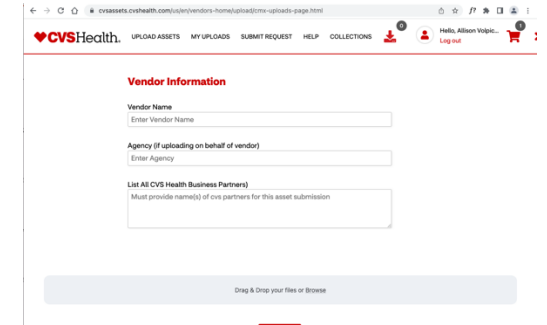 cvsassets.cvshealth.com/us/en/vendors-home/upload/cmx-uploads-page.html
CVSHealth. UPLOAD ASSETS MY UPLOADS SUBMIT REQUEST HELP COLLECTIONS 0 Hello, Allison Volpic... 1
Log out
Vendor Information
Vendor Name
Enter Vendor Name
Agency (if uploading on behalf of vendor)
Enter Agency
List All CVS Health Business Partners)
Must provide name(s) of cvs partners for this asset submission
Drag & Drop your files or Browse